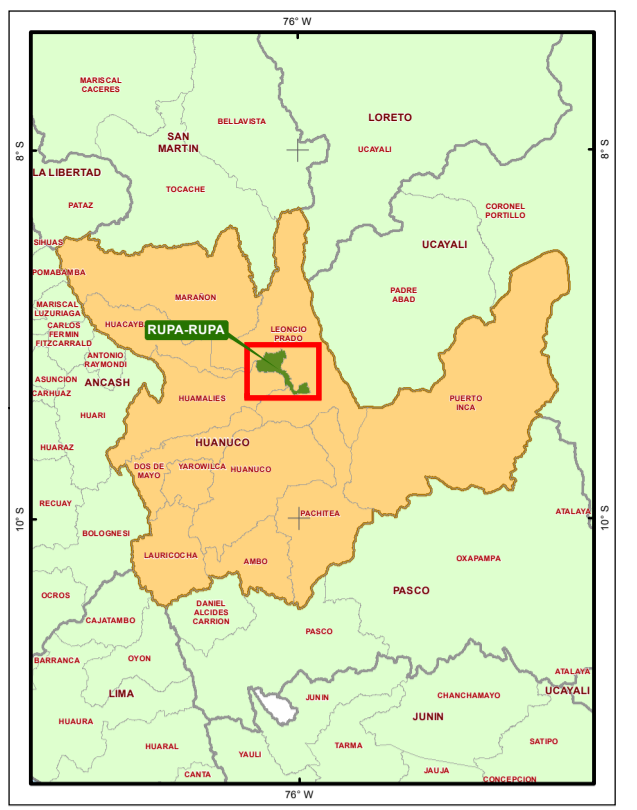 76° W
MARISCAL
CACERES
BELLAVISTA
LORETO
SAN
MARTIN
UCAYALI
8° S
8° S
LA LIBERTAD
TOCACHE
PATAZ
CORONEL
PORTILLO
SIHUAS
UCAYALI
POMABAMBA
PADRE
ABAD
MARAÑON
MARISCAL
LUZURIAGA
HUACAYB
RUPA-RUPA
LEONCIO
PRADO
CARLOS
FERMIN
FITZCARRALD
ANTONIO
RAYMONDI
ASUNCION
ANCASH
CARHUAZ
HUAMALIES
PUERTO
INCA
HUARI
HUANUCO
HUARAZ
DOS DE
MAYO
YAROWILCA
HUANUCO
RECUAY
PACHITEA
ATALAYA
10° S
10° S
BOLOGNESI
LAURICOCHA
AMBO
OXAPAMPA
PASCO
OCROS
DANIEL
ALCIDES
CARRION
CAJATAMBO
PASCO
BARRANCA
OYON
ATALAYA
LIMA
JUNIN
CHANCHAMAYO
UCAYALI
HUAURA
JUNIN
HUARAL
YAULI
TARMA
SATIPO
CANTA
JAUJA
CONCEPCION
76° W